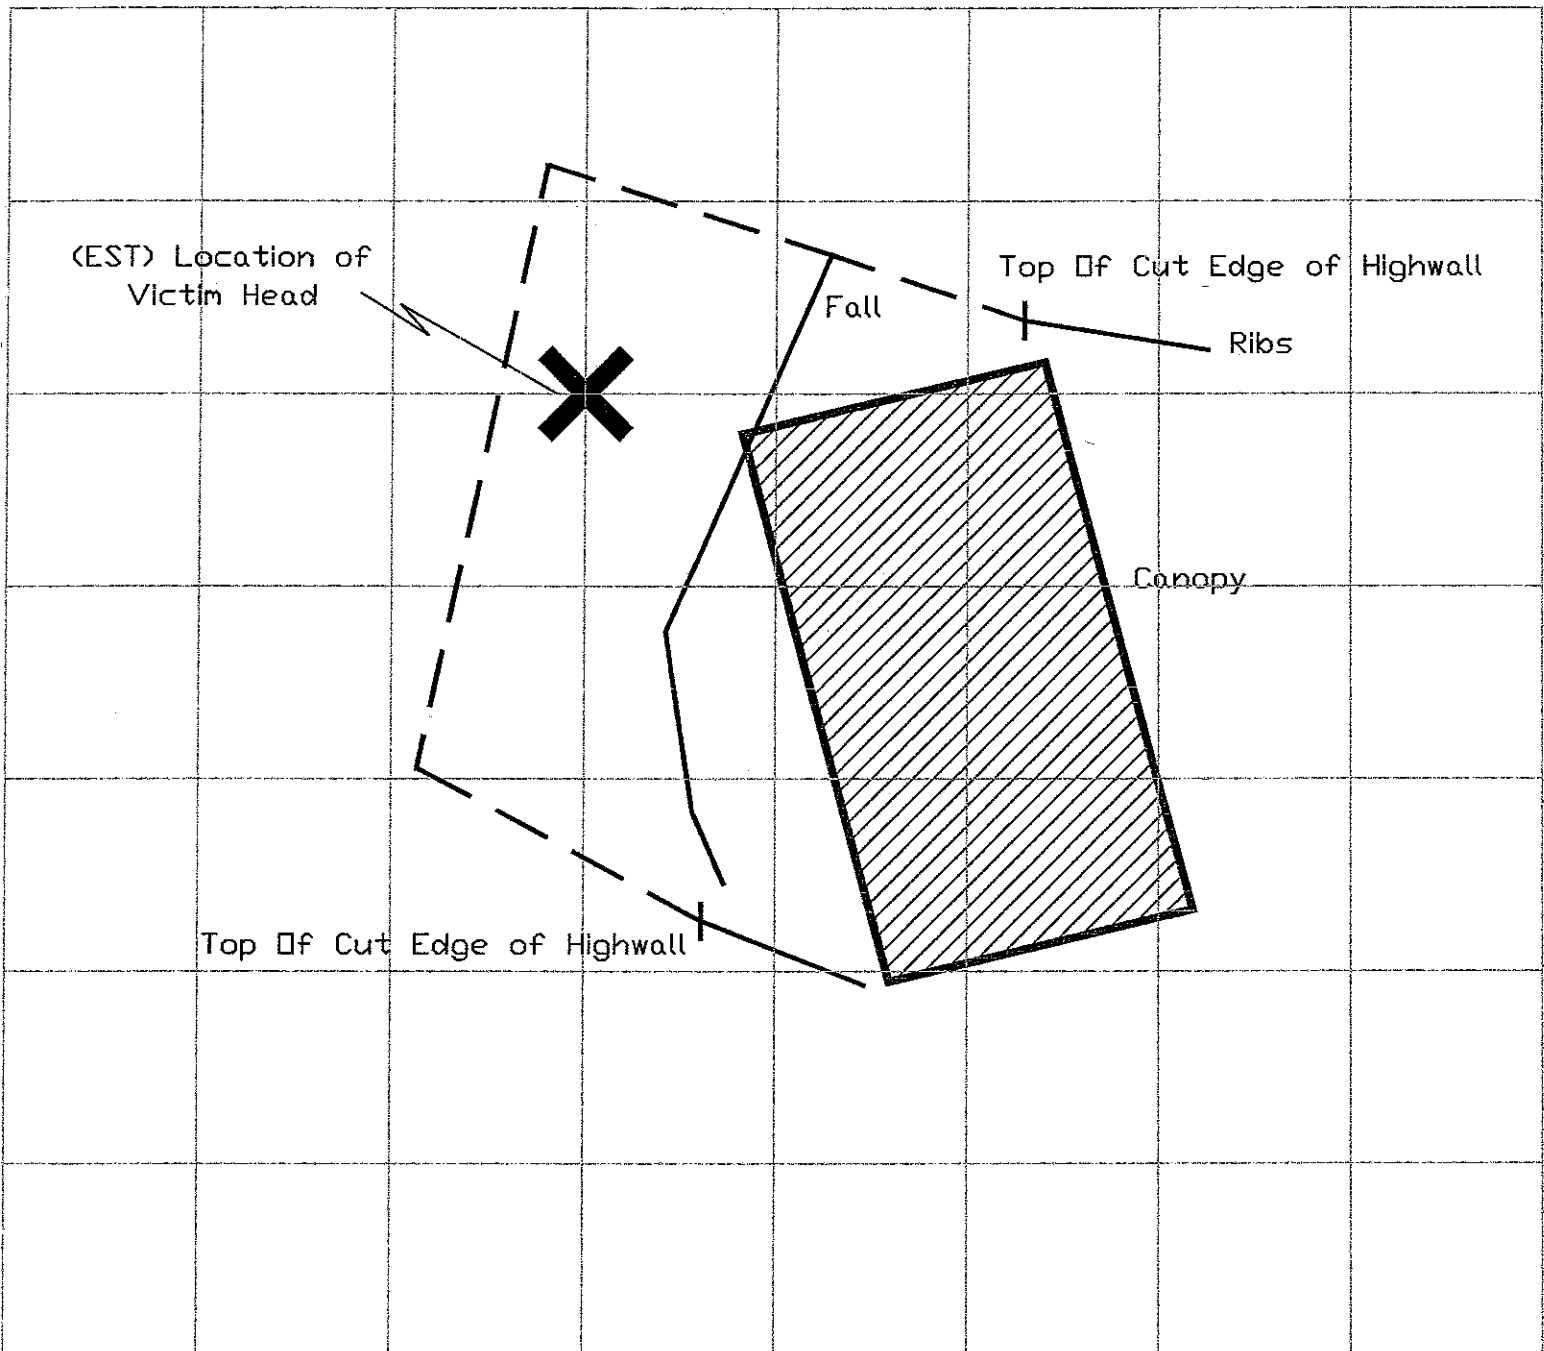 (EST) Location of
Victim Head
Top Of Cut Edge of Highwall
Fall
Ribs
Canopy
Top Of Cut Edge of Highwall